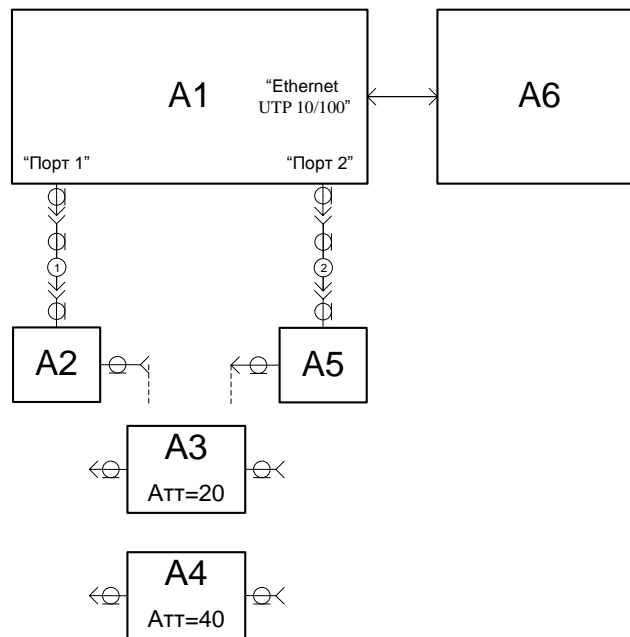 A1
“Ethernet
UTP 10/100”
A6
“Порт 1”
“Порт 2”
1
2
A2
A5
A3
Атт=20
A4
Атт=40